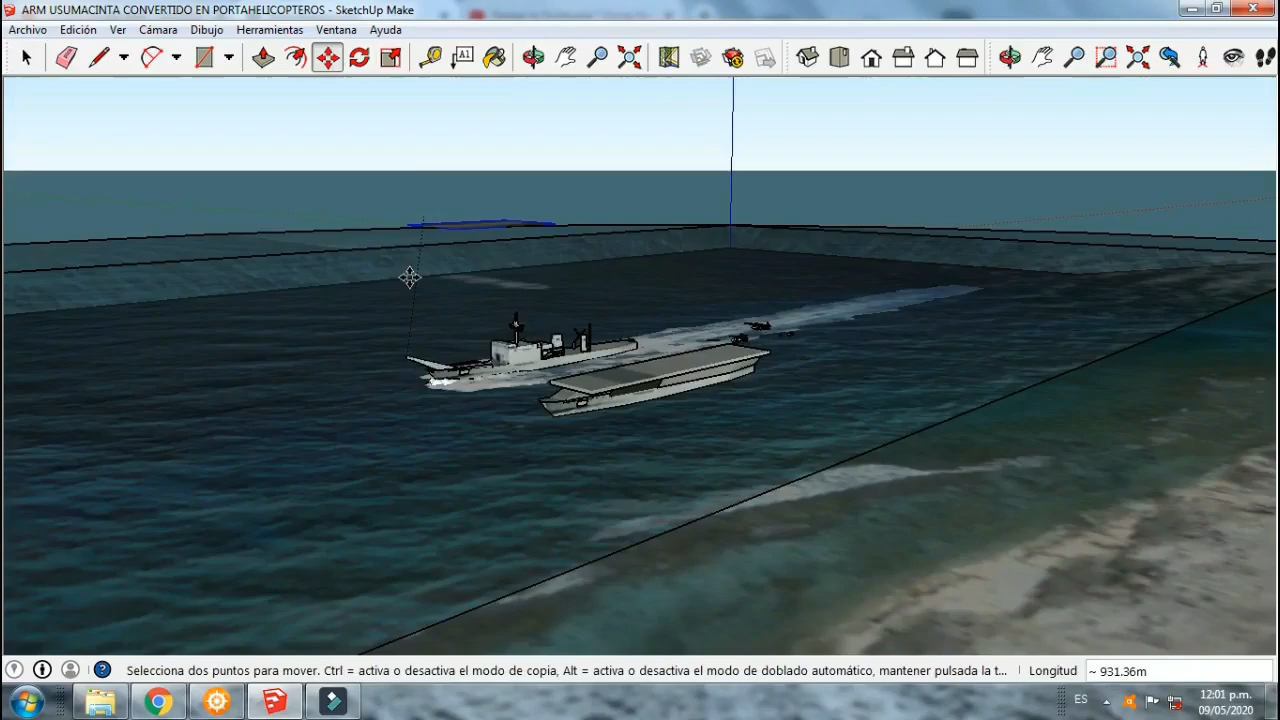 ARM USUMACINTA CONVERTIDO EN PORTAHELICOPTEROS - SketchUp Make
Archivo Edición Ver Cámara Dibujo Herramientas Ventana Ayuda
A1
Selecciona dos puntos para mover. Ctrl = activa o desactiva el modo de copia, Alt = activa o desactiva el modo de doblado automático, mantener pulsada la t... Longitud ~ 931.36m
ES
12:01 p.m.
09/05/2020